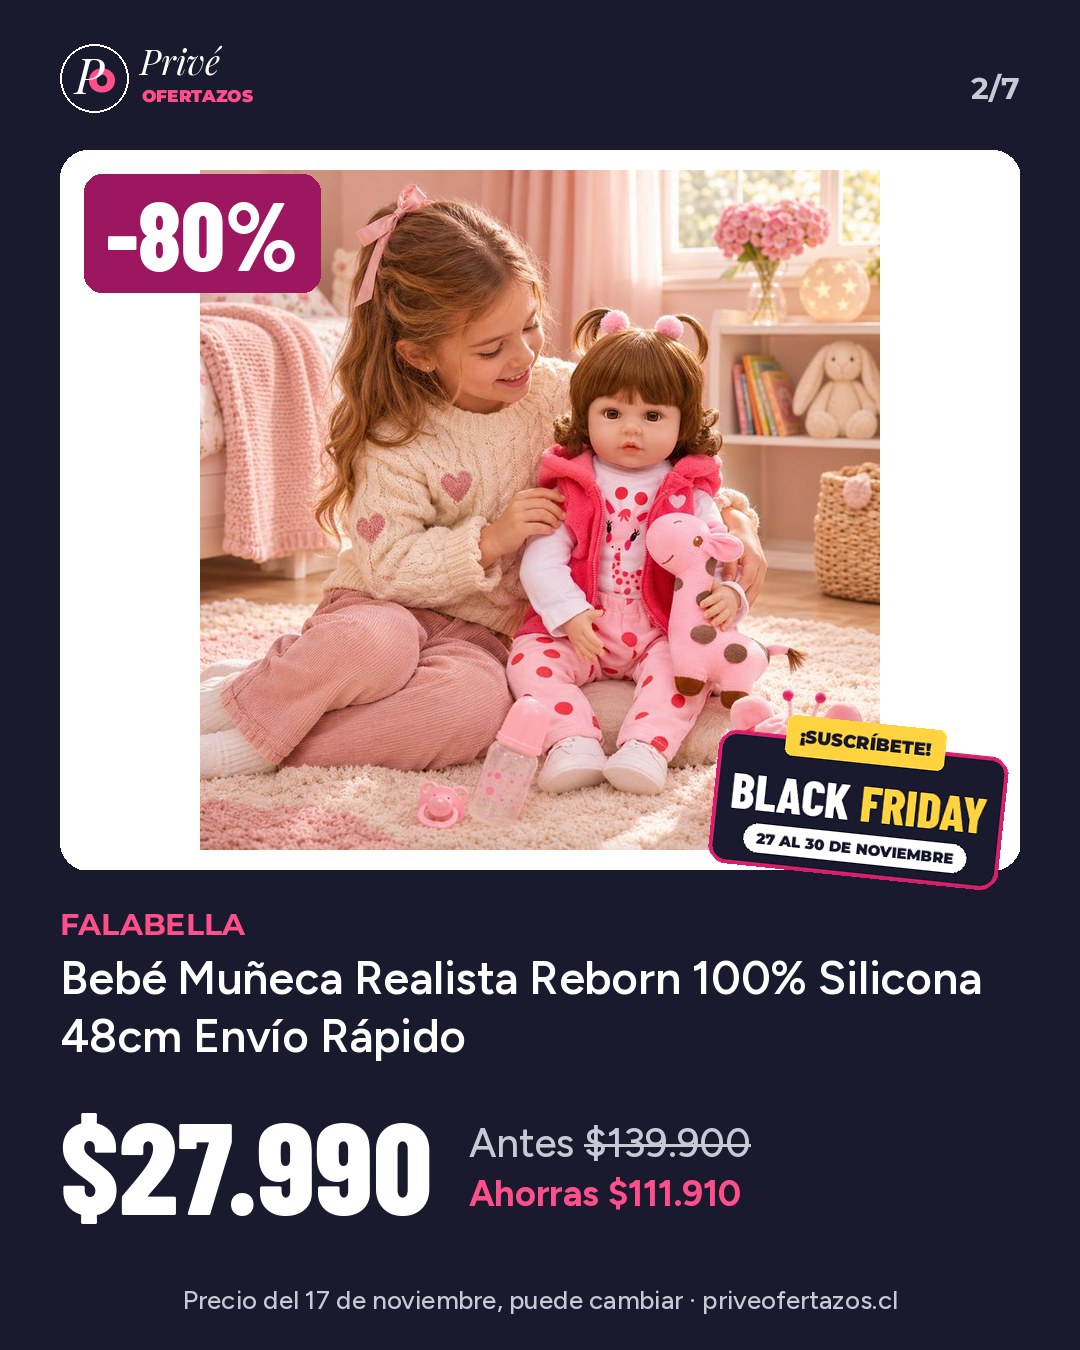 Privé
OFERTAZOS
2/7
-80%
¡SUSCRÍBETE!
BLACK FRIDAY
27 AL 30 DE NOVIEMBRE
FALABELLA
Bebé Muñeca Realista Reborn 100% Silicona
48cm Envío Rápido
$27.990
Antes $139.900
Ahorras $111.910
Precio del 17 de noviembre, puede cambiar · priveofertazos.cl